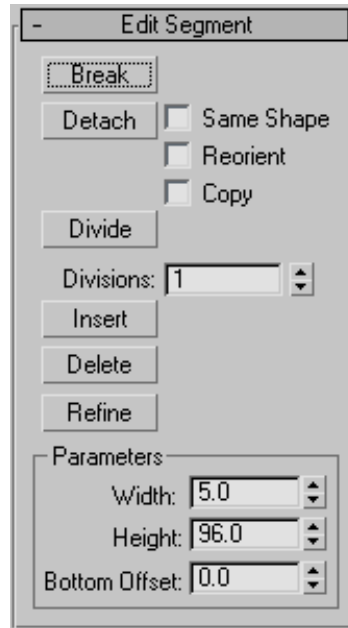 - Edit Segment
Break
Detach Same Shape
Reorient
Copy
Divide
Divisions: 1
Insert
Delete
Refine
Parameters
Width: 5.0
Height: 96.0
Bottom Offset: 0.0